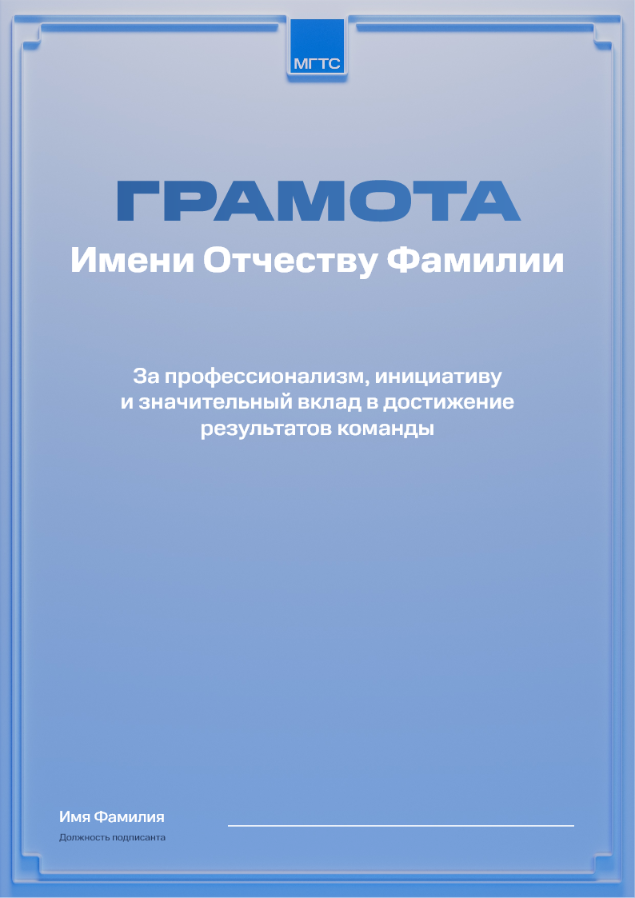 МГТС
ГРАМОТА
Имени Отчеству Фамилии
За профессионализм, инициативу
и значительный вклад в достижение
результатов команды
Имя Фамилия
Должность подписанта